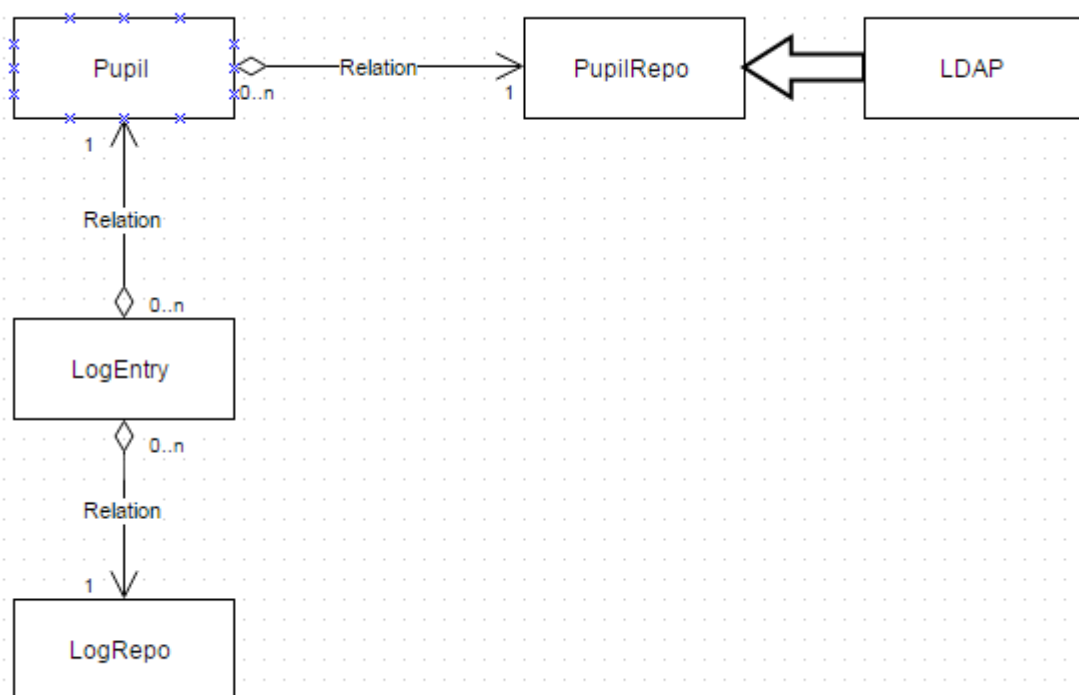 Pupil
Relation
PupilRepo
LDAP
0..n
1
1
Relation
0..n
LogEntry
0..n
Relation
1
LogRepo